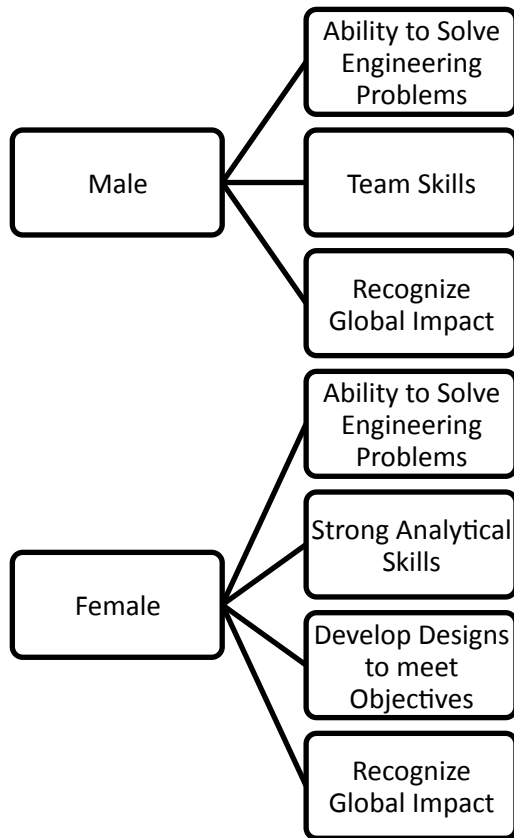 Ability to Solve
Engineering
Problems
Male
Team Skills
Recognize
Global Impact
Ability to Solve
Engineering
Problems
Strong Analytical
Skills
Female
Develop Designs
to meet
Objectives
Recognize
Global Impact